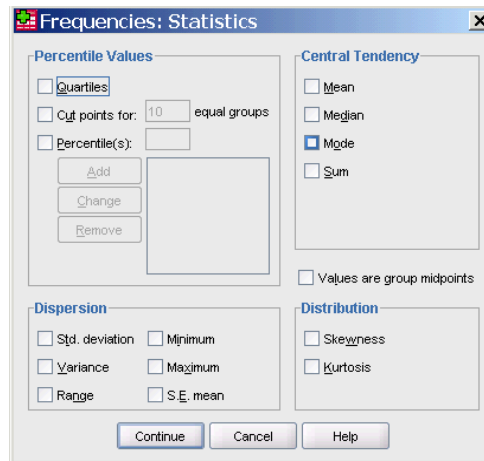 Frequencies: Statistics
Percentile Values
Quartiles
Cut points for: 10 equal groups
Percentile(s):
Add
Change
Remove
Central Tendency
Mean
Median
Mode
Sum
Values are group midpoints
Dispersion
Std. deviation Minimum
Variance Maximum
Range S.E. mean
Distribution
Skewness
Kurtosis
Continue Cancel Help